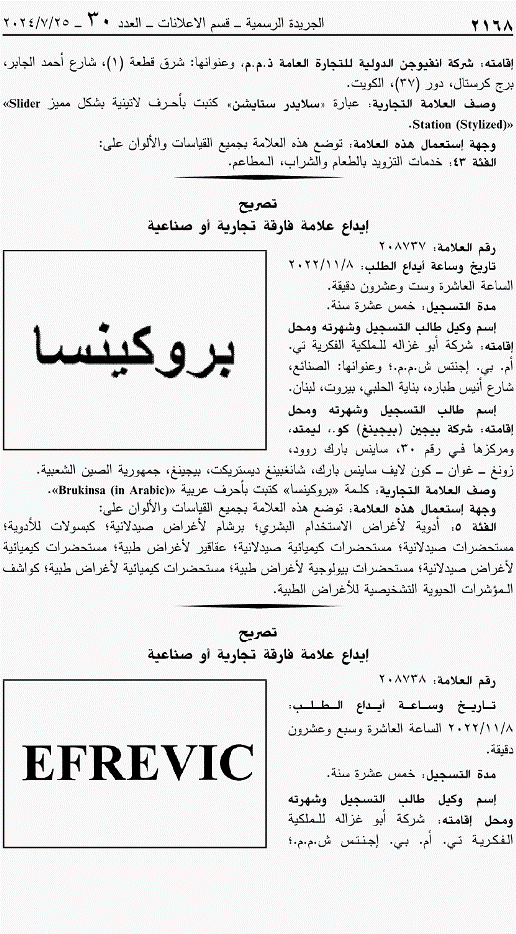 ٢١٦٨ الجريدة الرسمية ـ قسم الاعلانات ـ العدد ٣٠ ـ ٢٠٢٤/٧/٢٥
إقامته: شركة انفيوجن الدولية للتجارة العامة ذ.م.م، وعنوانها: شرق قطعة (١)، شارع أحمد الجابر،
برج كرستال، دور (٣٧)، الكويت.
وصف العلامة التجارية: عبارة «سلايدر ستايشن» كتبت بأحرف لاتينية بشكل مميز «Slider
Station (Stylized)».
وجهة إستعمال هذه العلامة: توضع هذه العلامة بجميع القياسات والألوان على:
الفئة ٤٣: خدمات التزويد بالطعام والشراب، المطاعم.
تصريح
إيداع علامة فارقة تجارية أو صناعية
رقم العلامة: ٢٠٨٧٣٧
تاريخ وساعة أيداع الطلب: ٢٠٢٢/١١/٨
الساعة العاشرة وست وعشرون دقيقة.
مدة التسجيل: خمس عشرة سنة.
إسم وكيل طالب التسجيل وشهرته ومحل
إقامته: شركة أبو غزاله للملكية الفكرية تي.
أم. بي. إجنتس ش.م.م.؛ وعنوانها: الصنائع،
شارع أنيس طباره، بناية الحلبي، بيروت، لبنان.
إسم طالب التسجيل وشهرته ومحل
إقامته: شركة بيجين (بيجينغ) كو.، ليمتد،
ومركزها في رقم ٣٠، ساينس بارك روود،
زونغ ـ غوان ـ كون لايف ساينس بارك، شانغبينغ ديستريكت، بيجينغ، جمهورية الصين الشعبية.
بروكينسا
وصف العلامة التجارية: كلمة «بروكينسا» كتبت بأحرف عربية «Brukinsa (in Arabic)».
وجهة إستعمال هذه العلامة: توضع هذه العلامة بجميع القياسات والألوان على:
الفئة ٥: أدوية لأغراض الاستخدام البشري؛ برشام لأغراض صيدلانية؛ كبسولات للأدوية؛
مستحضرات صيدلانية؛ مستحضرات كيميائية صيدلانية؛ عقاقير لأغراض طبية؛ مستحضرات كيميائية
لأغراض صيدلانية؛ مستحضرات بيولوجية لأغراض طبية؛ مستحضرات كيميائية لأغراض طبية؛ كواشف
المؤشرات الحيوية التشخيصية للأغراض الطبية.
تصريح
إيداع علامة فارقة تجارية أو صناعية
رقم العلامة: ٢٠٨٧٣٨
تاريخ وساعة أيداع الطلب:
٢٠٢٢/١١/٨ الساعة العاشرة وسبع وعشرون
دقيقة.
مدة التسجيل: خمس عشرة سنة.
إسم وكيل طالب التسجيل وشهرته
ومحل إقامته: شركة أبو غزاله للملكية
الفكرية تي. أم. بي. إجنتس ش.م.م.؛
EFREVIC